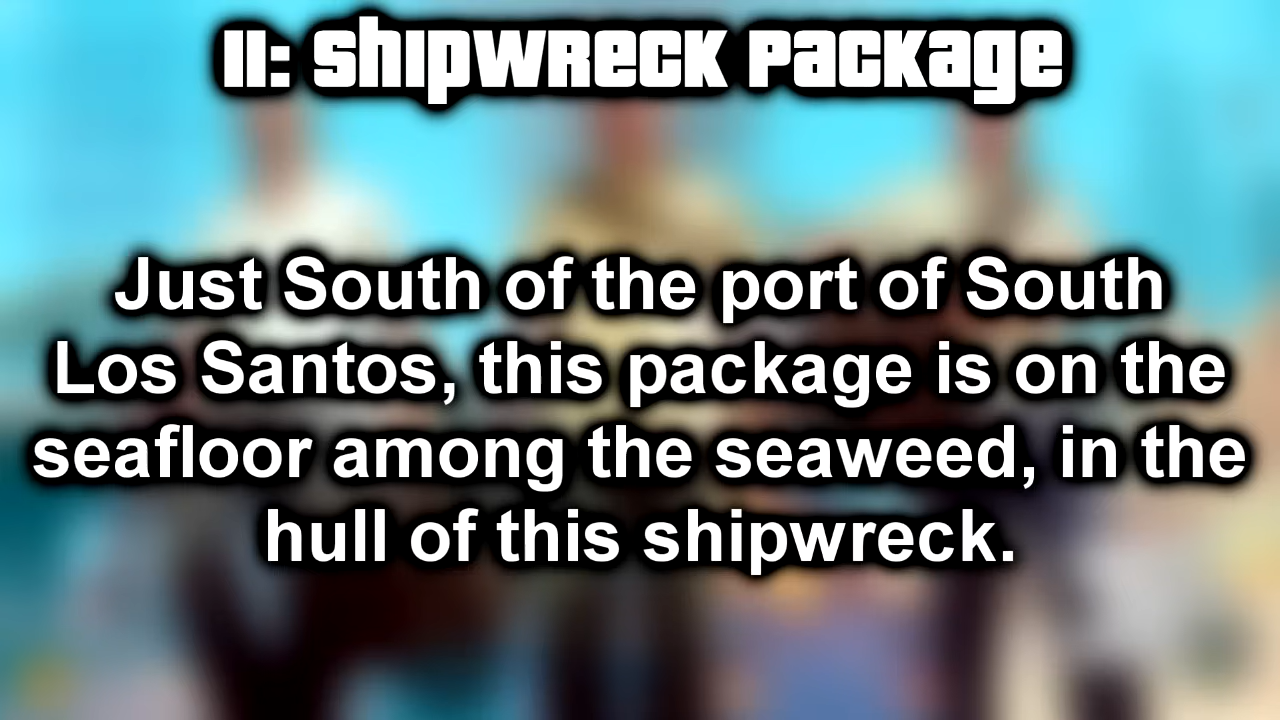 11: Shipwreck Package
Just South of the port of South
Los Santos, this package is on the
seafloor among the seaweed, in the
hull of this shipwreck.